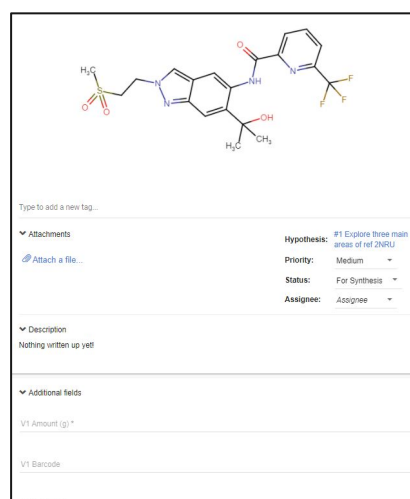 O
H₃C
N
NH
N
F
S
N
OH
F
F
O
O
H₃C
CH₃
Type to add a new tag...
Attachments
Attach a file...
Hypothesis: #1 Explore three main
areas of ref 2NRU
Priority: Medium
Status: For Synthesis
Assignee: Assignee
Description
Nothing written up yet!
Additional fields
V1 Amount (g) *
V1 Barcode